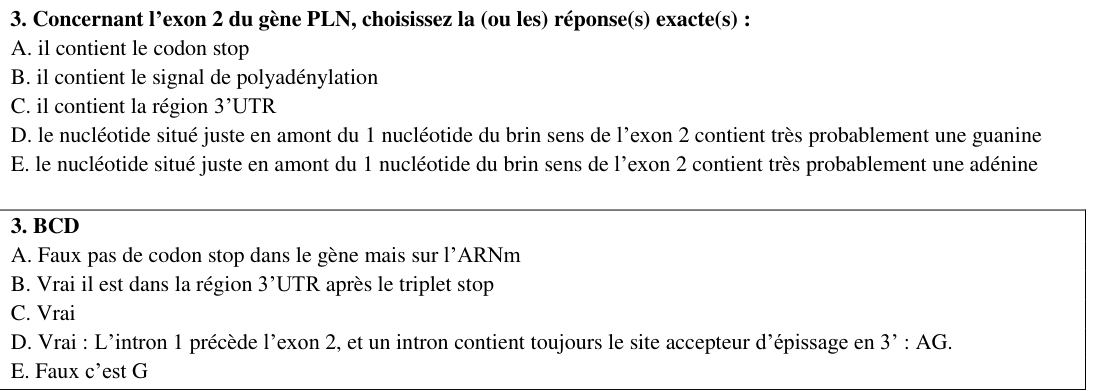 3. Concernant l’exon 2 du gène PLN, choisissez la (ou les) réponse(s) exacte(s) :
A. il contient le codon stop
B. il contient le signal de polyadénylation
C. il contient la région 3’UTR
D. le nucléotide situé juste en amont du 1 nucléotide du brin sens de l’exon 2 contient très probablement une guanine
E. le nucléotide situé juste en amont du 1 nucléotide du brin sens de l’exon 2 contient très probablement une adénine
3. BCD
A. Faux pas de codon stop dans le gène mais sur l’ARNm
B. Vrai il est dans la région 3’UTR après le triplet stop
C. Vrai
D. Vrai : L’intron 1 précède l’exon 2, et un intron contient toujours le site accepteur d’épissage en 3’ : AG.
E. Faux c’est G